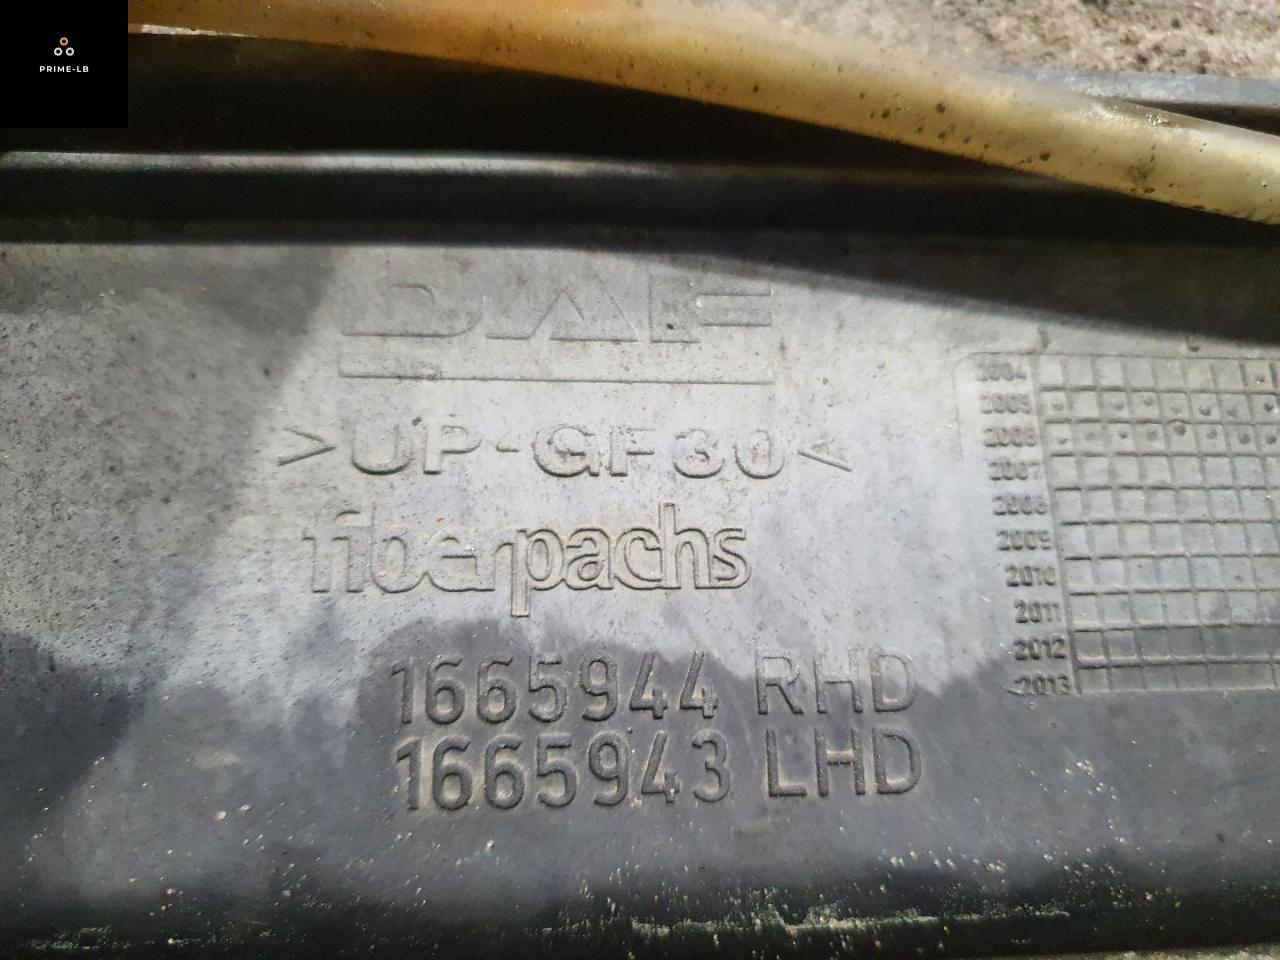 PRIME-LB
DAF
>UP-GF30<
fiberpachs
1665944 RHD
1665943 LHD
2004
2005
2006
2007
2008
2009
2010
2011
2012
2013